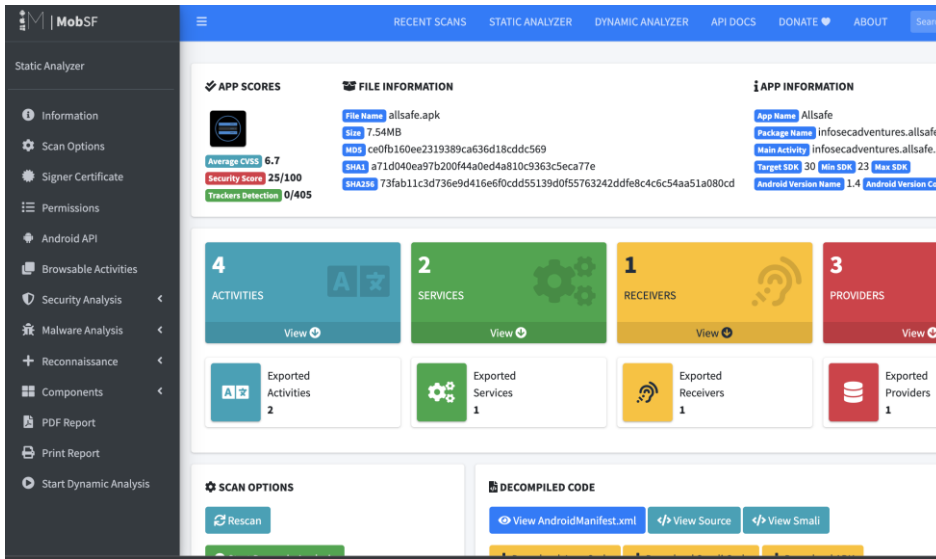 MobSF
RECENT SCANS STATIC ANALYZER DYNAMIC ANALYZER API DOCS DONATE ABOUT Sear
Static Analyzer
Information
Scan Options
Signer Certificate
Permissions
Android API
Browsable Activities
Security Analysis
Malware Analysis
Reconnaissance
Components
PDF Report
Print Report
Start Dynamic Analysis
APP SCORES
Average CVSS 6.7
Security Score 25/100
Trackers Detection 0/405
FILE INFORMATION
File Name allsafe.apk
Size 7.54MB
MD5 ce0fb160ee2319389ca636d18cddc569
SHA1 a71d040ea97b200f44a0ed4a810c9363c5eca77e
SHA256 73fab11c3d736e9d416e6f0cdd55139d0f55763242ddfe8c4c6c54aa51a080cd
APP INFORMATION
App Name Allsafe
Package Name infosecadventures.allsafe
Main Activity infosecadventures.allsafe.
Target SDK 30 Min SDK 23 Max SDK
Android Version Name 1.4 Android Version Co
4
ACTIVITIES
View
2
SERVICES
View
1
RECEIVERS
View
3
PROVIDERS
View
Exported
Activities
2
Exported
Services
1
Exported
Receivers
1
Exported
Providers
1
SCAN OPTIONS
Rescan
DECOMPILED CODE
View AndroidManifest.xml View Source View Smali